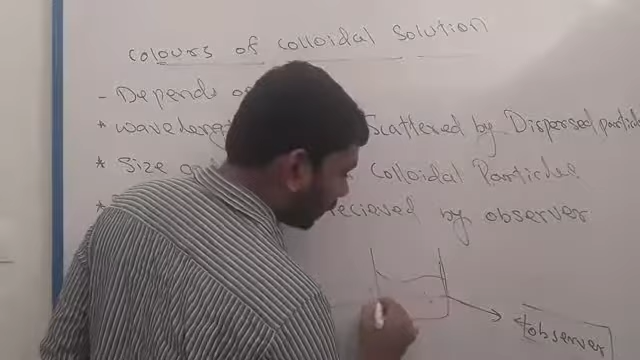 Colours of Colloidal Solution
- Depends
* wavelength Scattered by Dispersed particle
* Size Colloidal Particles
* recieved by observer
observer